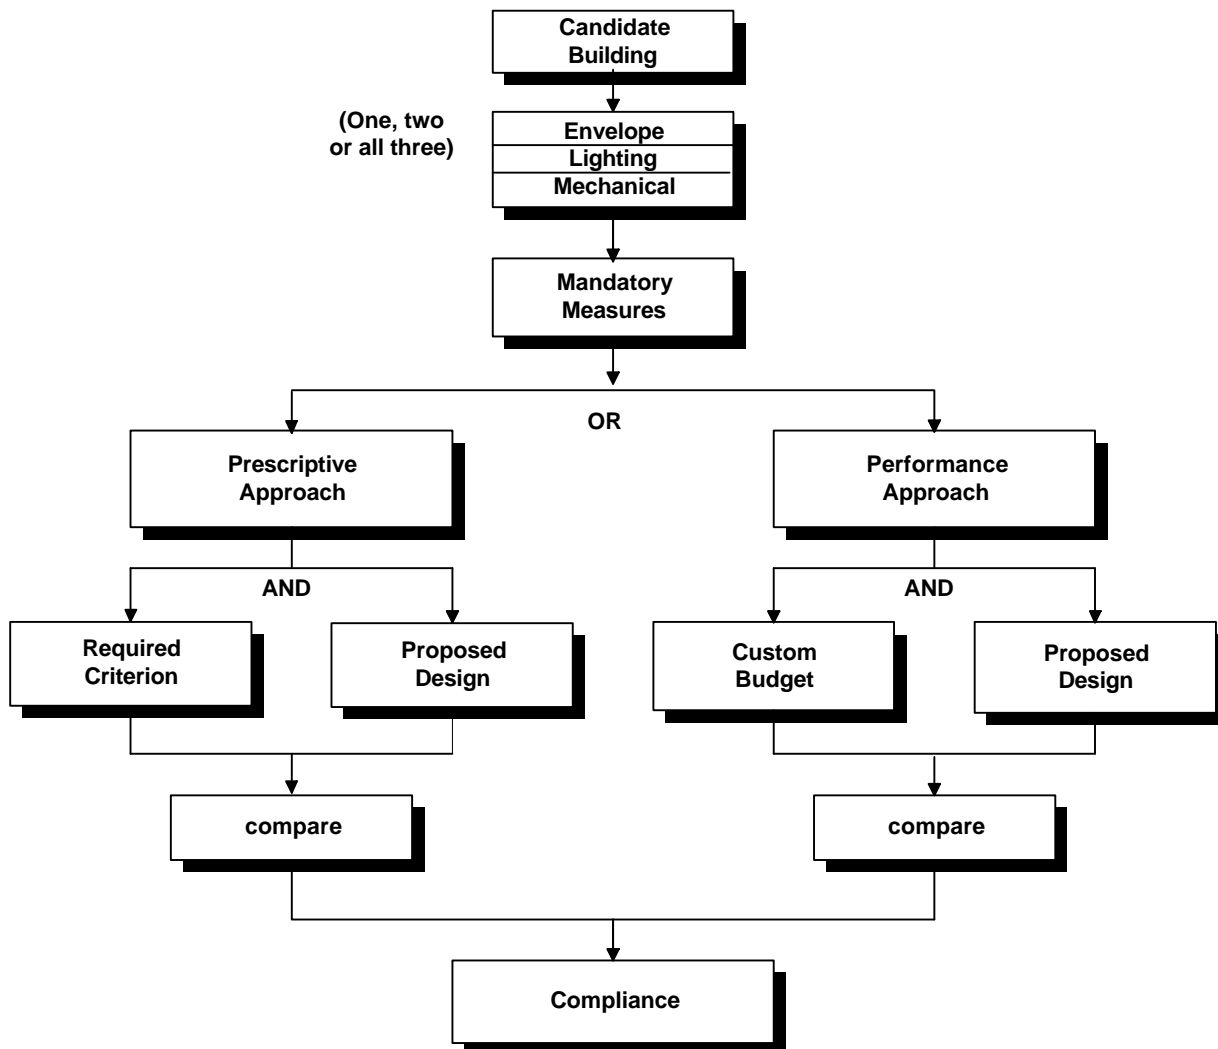 Candidate
Building
(One, two
or all three)
Envelope
Lighting
Mechanical
Mandatory
Measures
OR
Prescriptive
Approach
Performance
Approach
AND
AND
Required
Criterion
Proposed
Design
Custom
Budget
Proposed
Design
compare
compare
Compliance